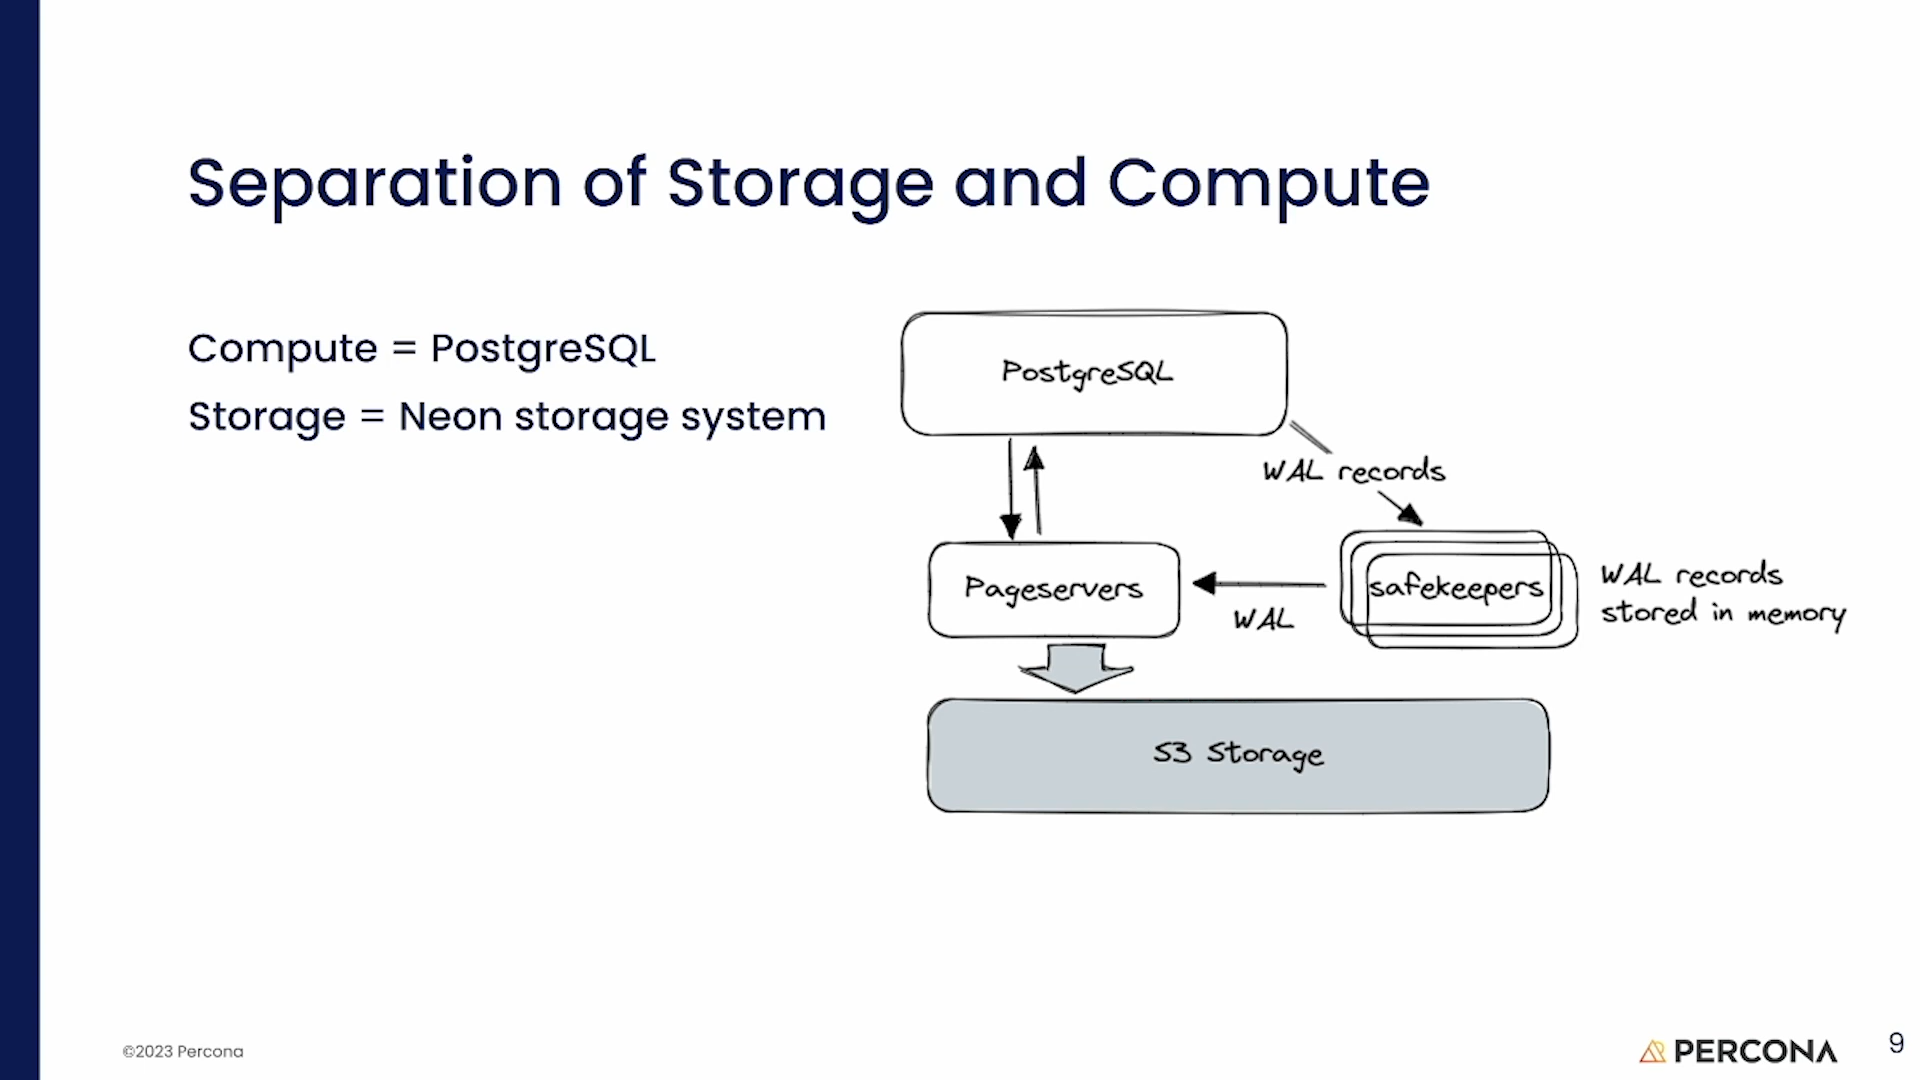 Separation of Storage and Compute
Compute = PostgreSQL
Storage = Neon storage system
PostgreSQL
WAL records
Pageservers
WAL
safekeepers
WAL records
stored in memory
S3 Storage
©2023 Percona
PERCONA
9